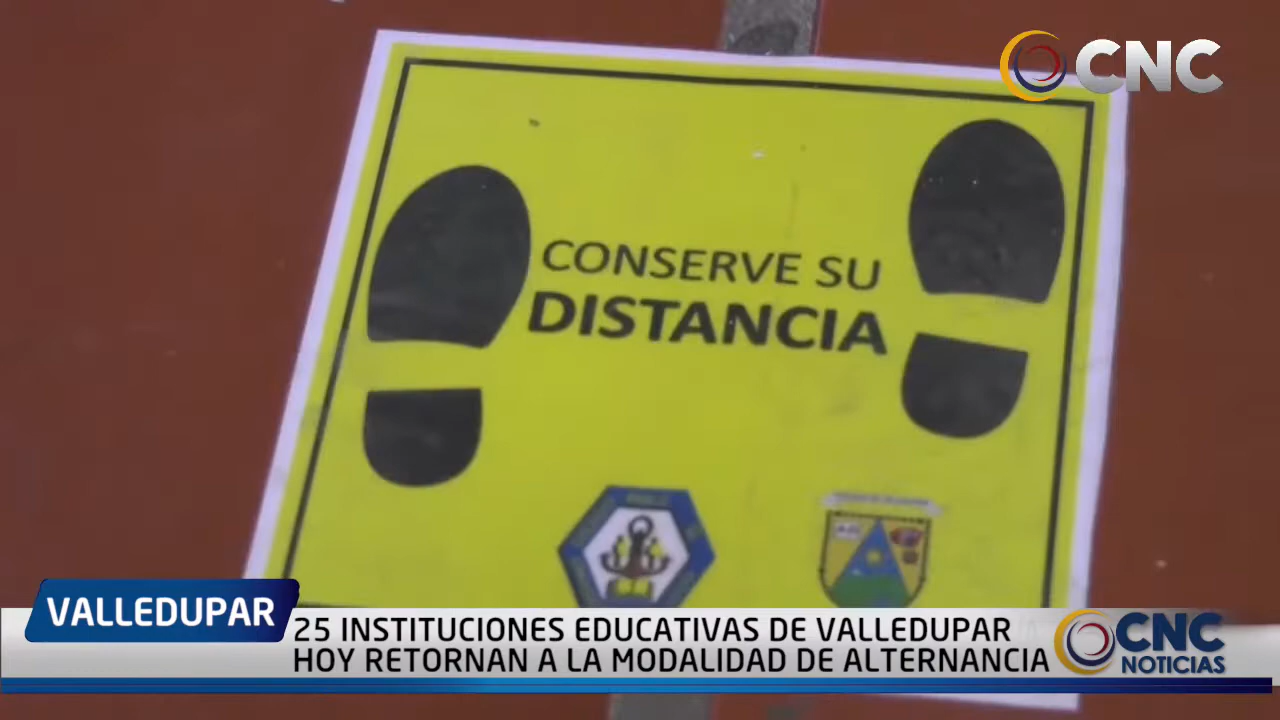 CNC
CONSERVE SU
DISTANCIA
VALLEDUPAR
25 INSTITUCIONES EDUCATIVAS DE VALLEDUPAR
HOY RETORNAN A LA MODALIDAD DE ALTERNANCIA
CNC
NOTICIAS